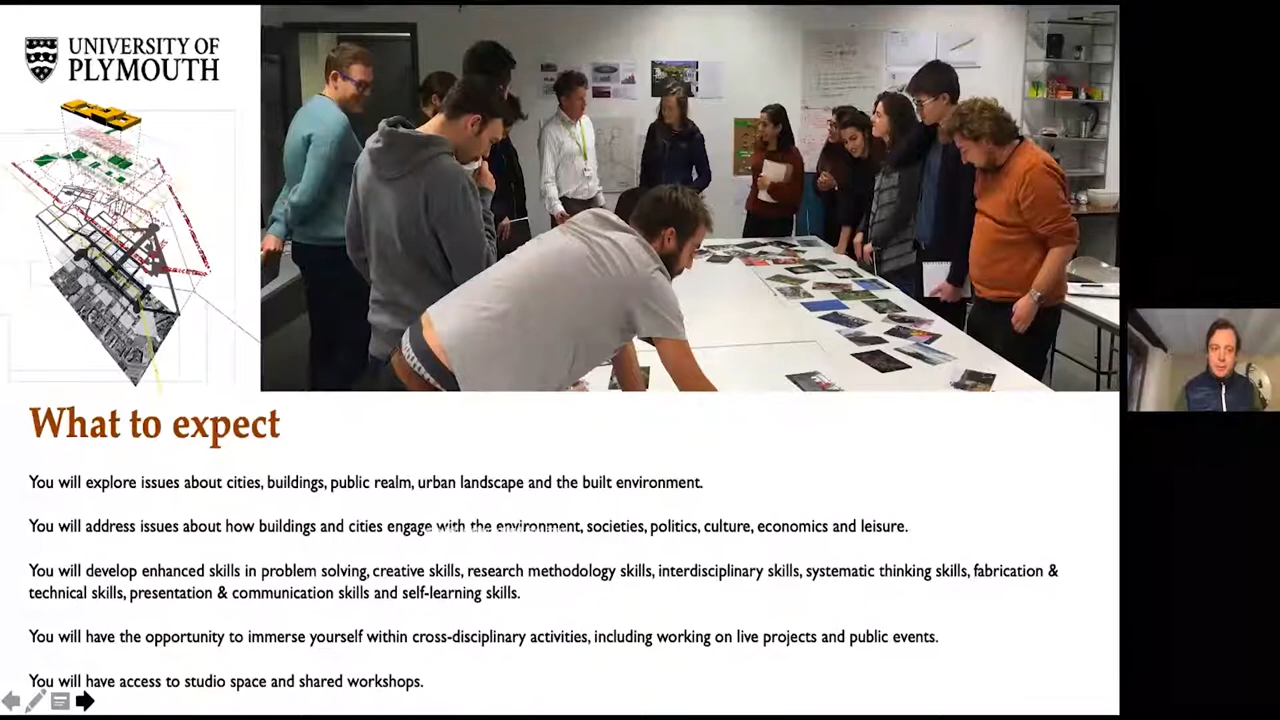 UNIVERSITY OF
PLYMOUTH
What to expect
You will explore issues about cities, buildings, public realm, urban landscape and the built environment.
You will address issues about how buildings and cities engage with the environment, societies, politics, culture, economics and leisure.
You will develop enhanced skills in problem solving, creative skills, research methodology skills, interdisciplinary skills, systematic thinking skills, fabrication &
technical skills, presentation & communication skills and self-learning skills.
You will have the opportunity to immerse yourself within cross-disciplinary activities, including working on live projects and public events.
You will have access to studio space and shared workshops.